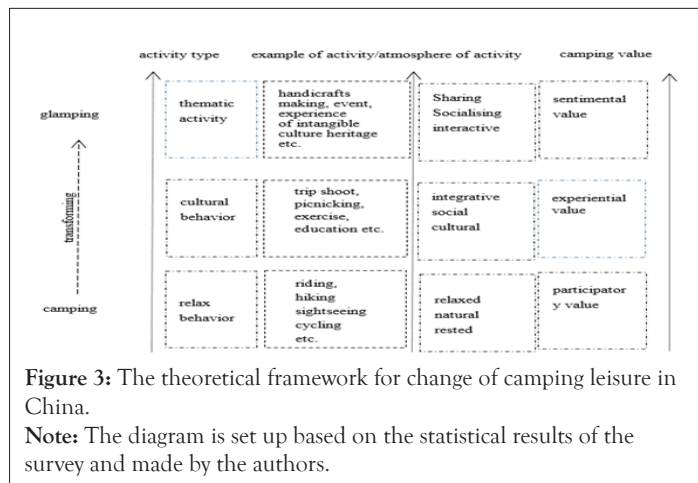 activity type example of activity/atmosphere of activity camping value
glamping
transforming
camping
thematic
activity
handicrafts
making, event,
experience
of intangible
culture heritage
etc.
Sharing
Socialising
interactive
sentimental
value
cultural
behavior
trip shoot,
picnicking,
exercise,
education etc.
integrative
social
cultural
experiential
value
relax
behavior
riding,
hiking
sightseeing
cycling
etc.
relaxed
natural
rested
participator
y value
Figure 3: The theoretical framework for change of camping leisure in
China.
Note: The diagram is set up based on the statistical results of the
survey and made by the authors.